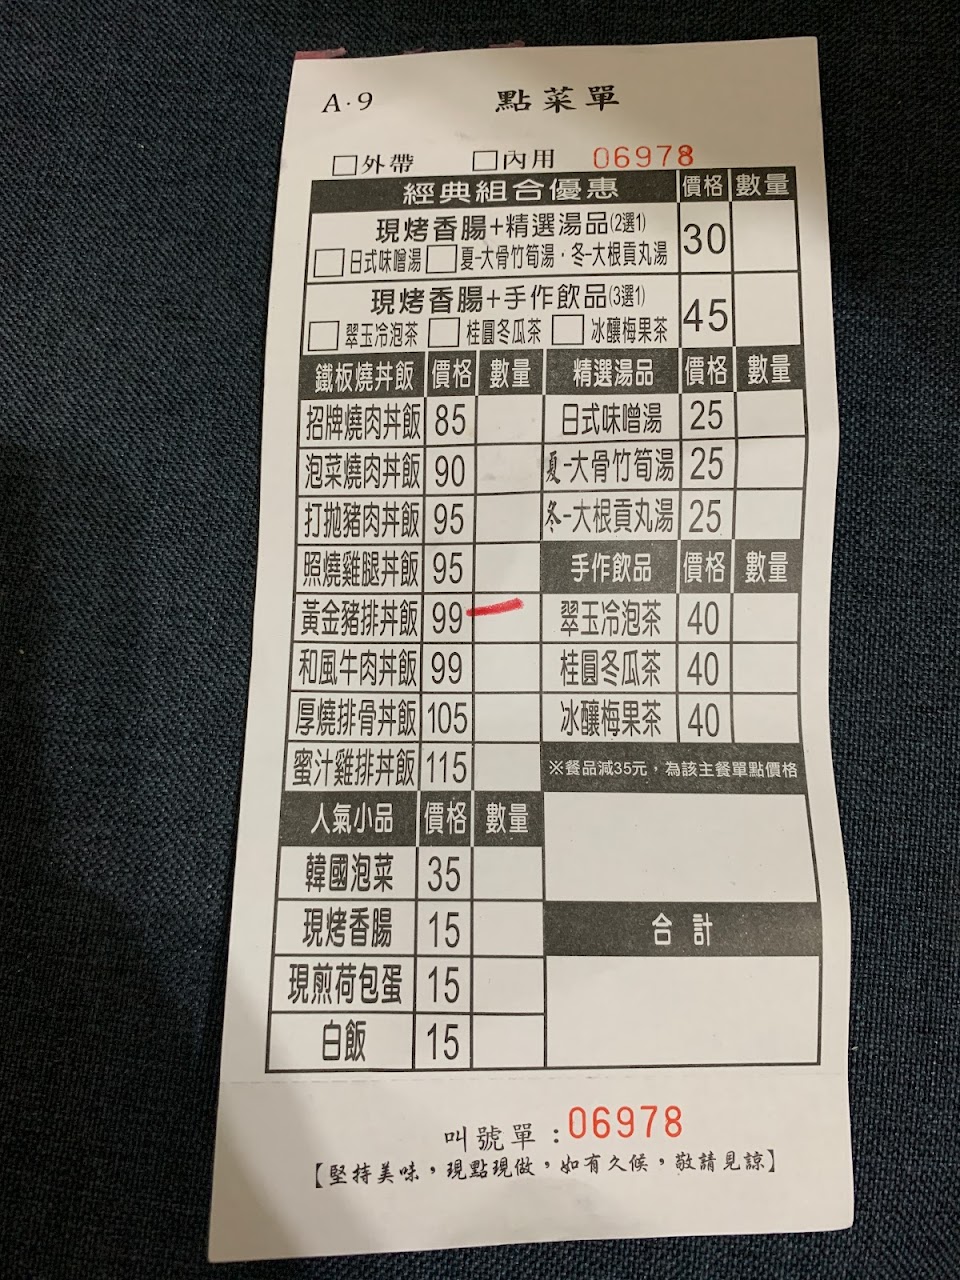 A·9 點菜單
□外帶 □內用 06978
經典組合優惠 價格 數量
現烤香腸+精選湯品(2選1) 30
□日式味噌湯 □夏-大骨竹筍湯·冬-大根貢丸湯
現烤香腸+手作飲品(3選1) 45
□翠玉冷泡茶 □桂圓冬瓜茶 □冰釀梅果茶
鐵板燒丼飯 價格 數量 精選湯品 價格 數量
招牌燒肉丼飯 85 日式味噌湯 25
泡菜燒肉丼飯 90 夏-大骨竹筍湯 25
打拋豬肉丼飯 95 冬-大根貢丸湯 25
照燒雞腿丼飯 95 手作飲品 價格 數量
黃金豬排丼飯 99 翠玉冷泡茶 40
和風牛肉丼飯 99 桂圓冬瓜茶 40
厚燒排骨丼飯 105 冰釀梅果茶 40
蜜汁雞排丼飯 115 ※餐品減35元,為該主餐單點價格
人氣小品 價格 數量
韓國泡菜 35
現烤香腸 15 合計
現煎荷包蛋 15
白飯 15
叫號單:06978
【堅持美味,現點現做,如有久候,敬請見諒】